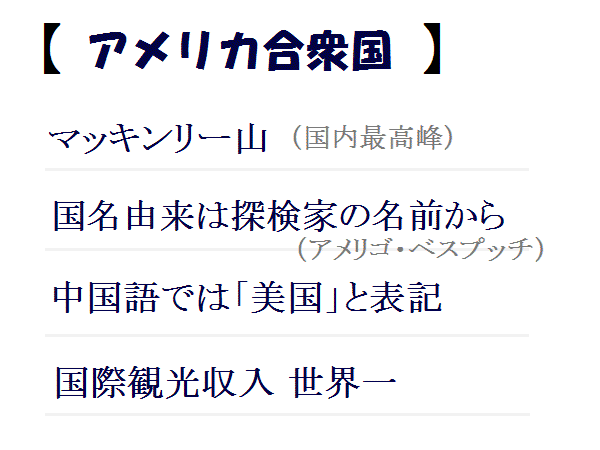 【 アメリカ合衆国 】
マッキンリー山 （国内最高峰）
国名由来は探検家の名前から
（アメリゴ・ベスプッチ）
中国語では「美国」と表記
国際観光収入 世界一